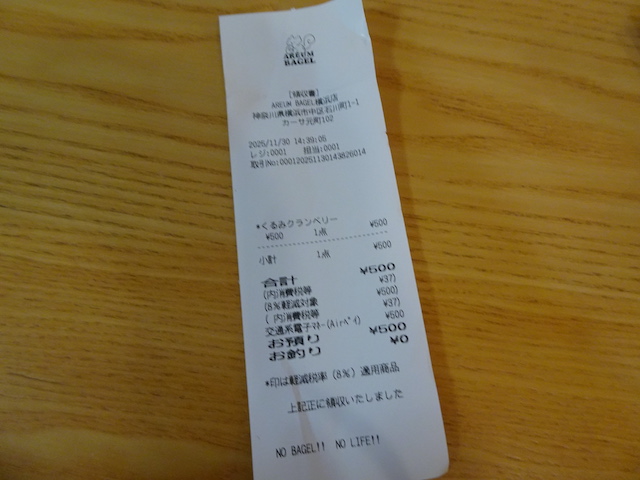 AREUM
BAGEL
[領収書]
AREUM BAGEL横浜店
神奈川県横浜市中区石川町1-1
カーサ元町102
2025/11/30 14:39:05
レジ:0001 担当:0001
取引No:000120251130143826014
*くるみクランベリー ¥500
¥500 1点
小計 1点 ¥500
合計 ¥500
(内消費税等 ¥37)
(8%軽減対象 ¥500)
(内消費税等 ¥37)
交通系電子マネー(Airペイ) ¥500
お預り ¥500
お釣り ¥0
*印は軽減税率(8%)適用商品
上記正に領収いたしました
NO BAGEL!! NO LIFE!!